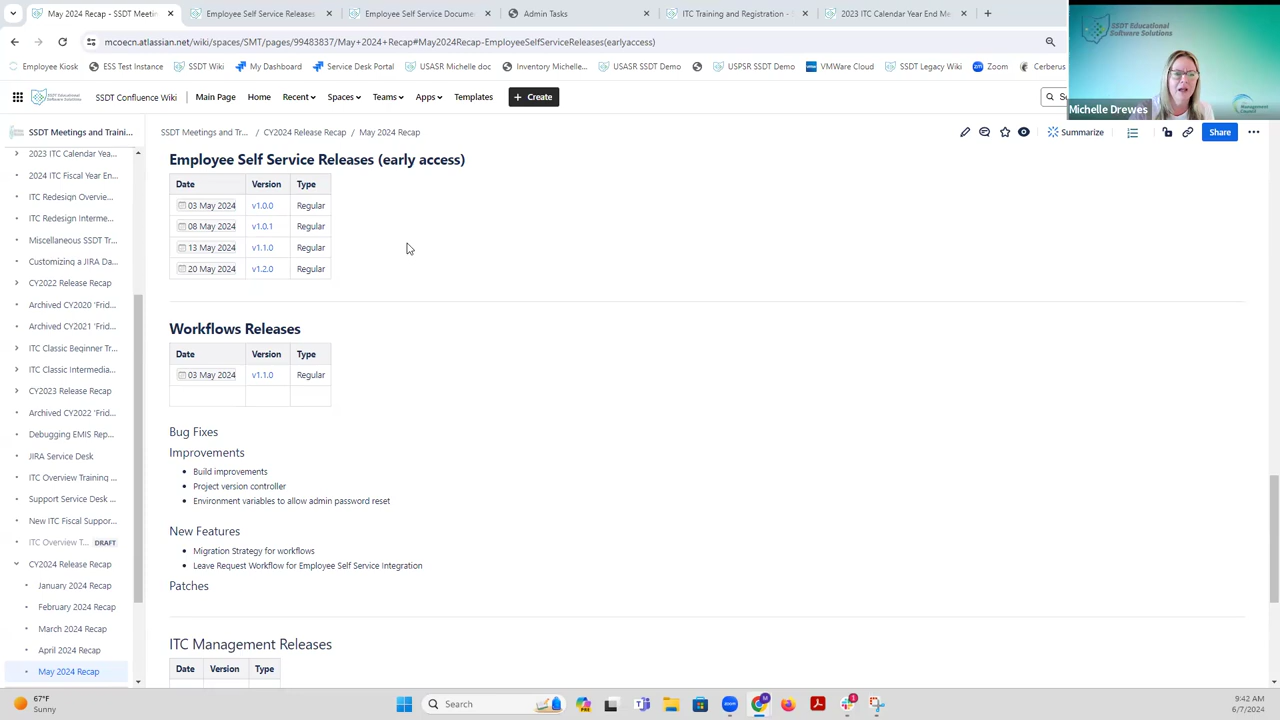 May 2024 Recap - SSDT Meeti
Employee Self Service Releases
Employee Self Service Docume
Admin Tasks
ITC Training and Registration -
2023 ITC Calendar Year End Me
mcoecn.atlassian.net/wiki/spaces/SMT/pages/99483837/May+2024+Recap#May2024Recap-EmployeeSelfServiceReleases(earlyaccess)
Employee Kiosk
ESS Test Instance
SSDT Wiki
My Dashboard
Service Desk Portal
USASR Michelle docs
Inventory Michelle...
USASR SSDT Demo
USPSR SSDT Demo
VMWare Cloud
SSDT Legacy Wiki
Zoom
Cerberus
SSDT Educational
Software Solutions
Management
Council
Michelle Drewes
SSDT Confluence Wiki
Main Page
Home
Recent
Spaces
Teams
Apps
Templates
+ Create
SSDT Meetings and Traini...
SSDT Meetings and Tr... / CY2024 Release Recap / May 2024 Recap
Summarize
Share
2023 ITC Calendar Yea...
2024 ITC Fiscal Year En...
ITC Redesign Overvie...
ITC Redesign Interme...
Miscellaneous SSDT Tr...
Customizing a JIRA Da...
CY2022 Release Recap
Archived CY2020 'Frid...
Archived CY2021 'Frid...
ITC Classic Beginner Tr...
ITC Classic Intermedia...
CY2023 Release Recap
Archived CY2022 'Frid...
Debugging EMIS Rep...
JIRA Service Desk
ITC Overview Training ...
Support Service Desk ...
New ITC Fiscal Suppor...
ITC Overview T... DRAFT
CY2024 Release Recap
January 2024 Recap
February 2024 Recap
March 2024 Recap
April 2024 Recap
May 2024 Recap
Employee Self Service Releases (early access)
Date Version Type
03 May 2024 v1.0.0 Regular
08 May 2024 v1.0.1 Regular
13 May 2024 v1.1.0 Regular
20 May 2024 v1.2.0 Regular
Workflows Releases
Date Version Type
03 May 2024 v1.1.0 Regular
Bug Fixes
Improvements
Build improvements
Project version controller
Environment variables to allow admin password reset
New Features
Migration Strategy for workflows
Leave Request Workflow for Employee Self Service Integration
Patches
ITC Management Releases
Date Version Type
67°F
Sunny
Search
9:42 AM
6/7/2024